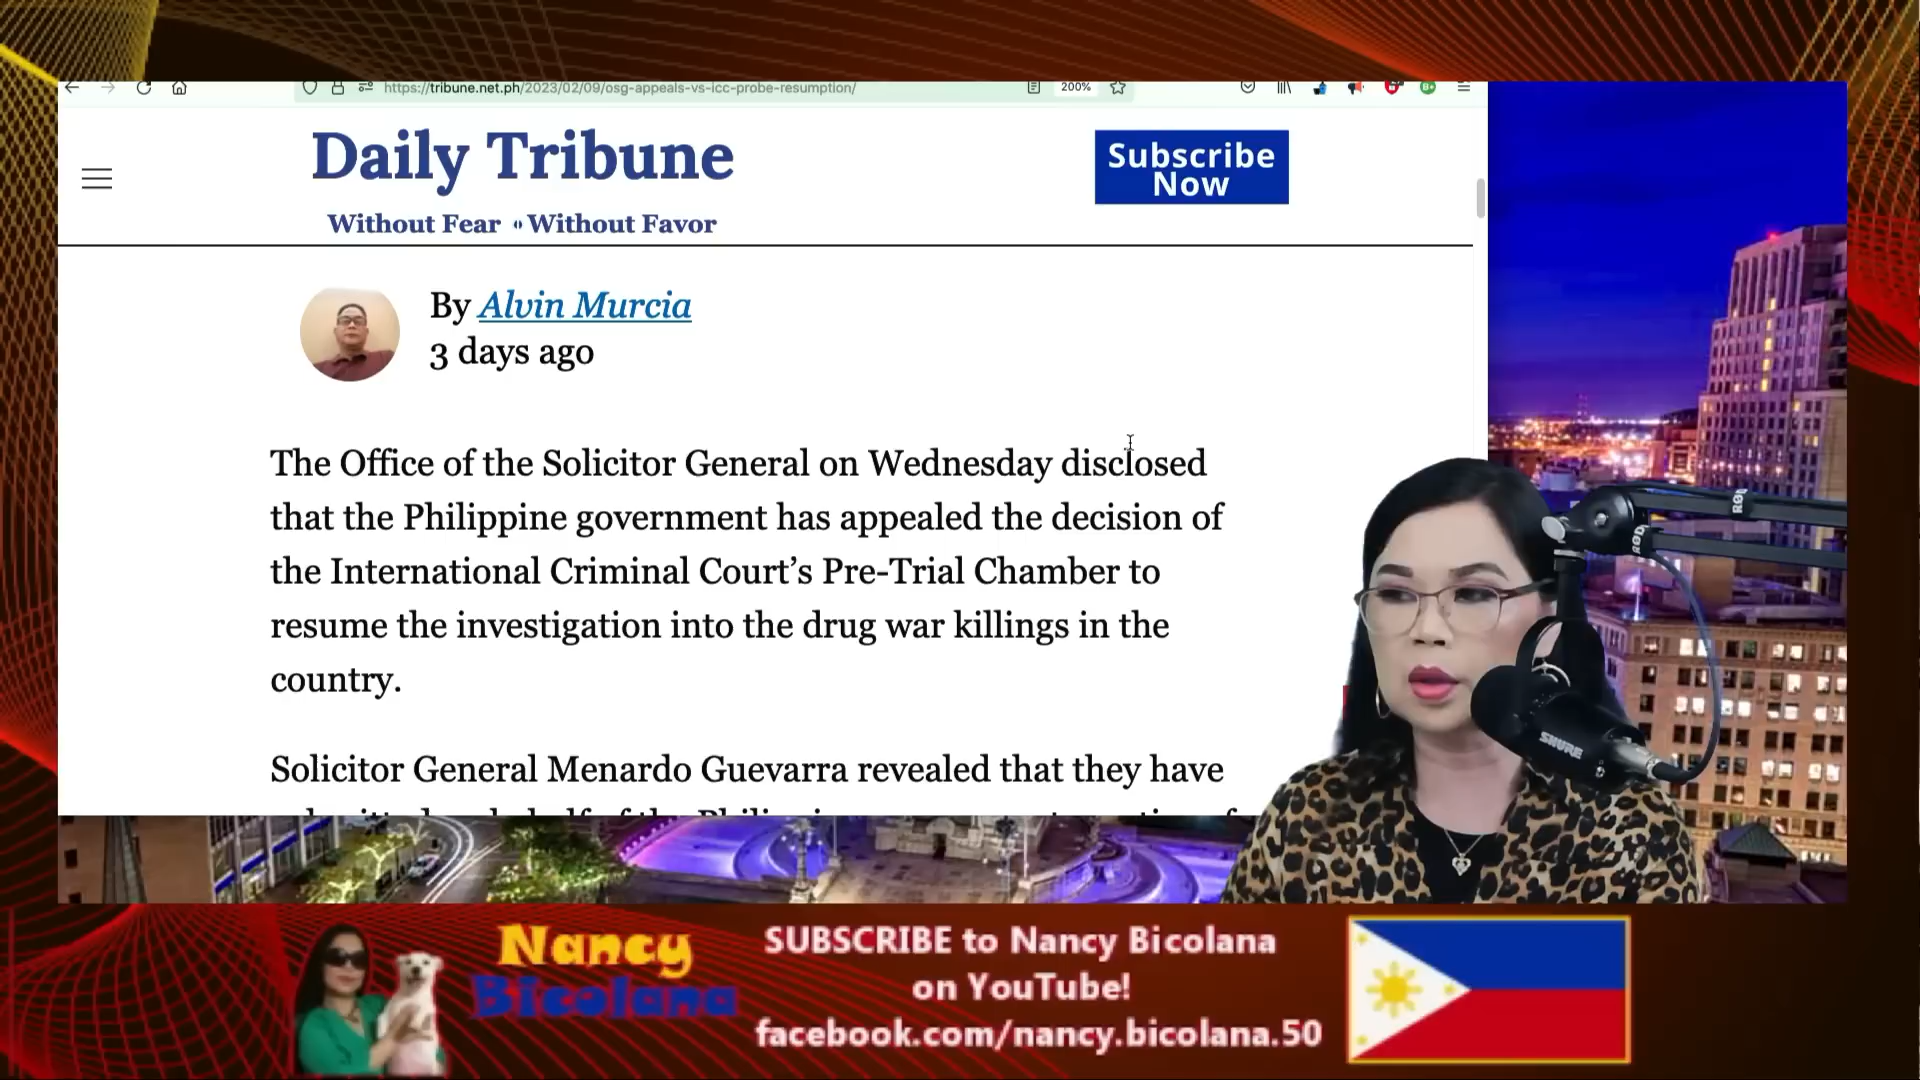 https://tribune.net.ph/2023/02/09/osg-appeals-vs-icc-probe-resumption/
200%
Daily Tribune
Without Fear Without Favor
Subscribe
Now
By Alvin Murcia
3 days ago
The Office of the Solicitor General on Wednesday disclosed
that the Philippine government has appealed the decision of
the International Criminal Court’s Pre-Trial Chamber to
resume the investigation into the drug war killings in the
country.
Solicitor General Menardo Guevarra revealed that they have
RØDE
SHURE
Nancy
Bicolana
SUBSCRIBE to Nancy Bicolana
on YouTube!
facebook.com/nancy.bicolana.50